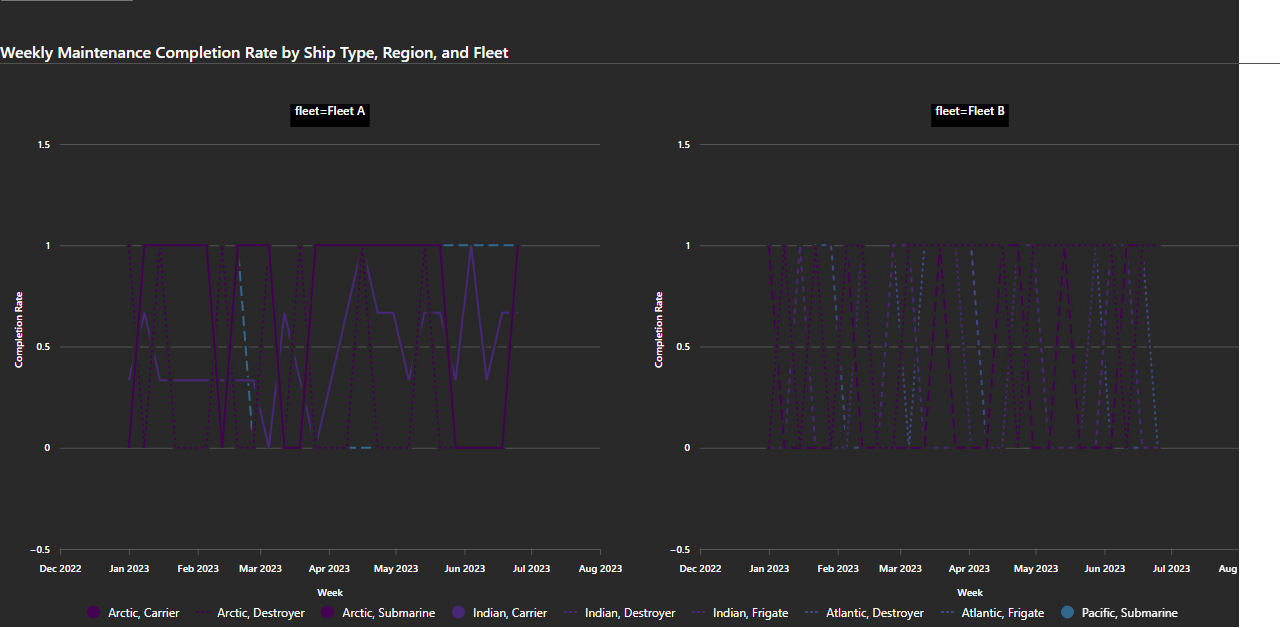 Weekly Maintenance Completion Rate by Ship Type, Region, and Fleet
fleet=Fleet A
fleet=Fleet B
1.5
1
0.5
0
−0.5
Completion Rate
Dec 2022 Jan 2023 Feb 2023 Mar 2023 Apr 2023 May 2023 Jun 2023 Jul 2023 Aug 2023
Week
1.5
1
0.5
0
−0.5
Completion Rate
Dec 2022 Jan 2023 Feb 2023 Mar 2023 Apr 2023 May 2023 Jun 2023 Jul 2023 Aug
Week
Arctic, Carrier Arctic, Destroyer Arctic, Submarine Indian, Carrier Indian, Destroyer Indian, Frigate Atlantic, Destroyer Atlantic, Frigate Pacific, Submarine